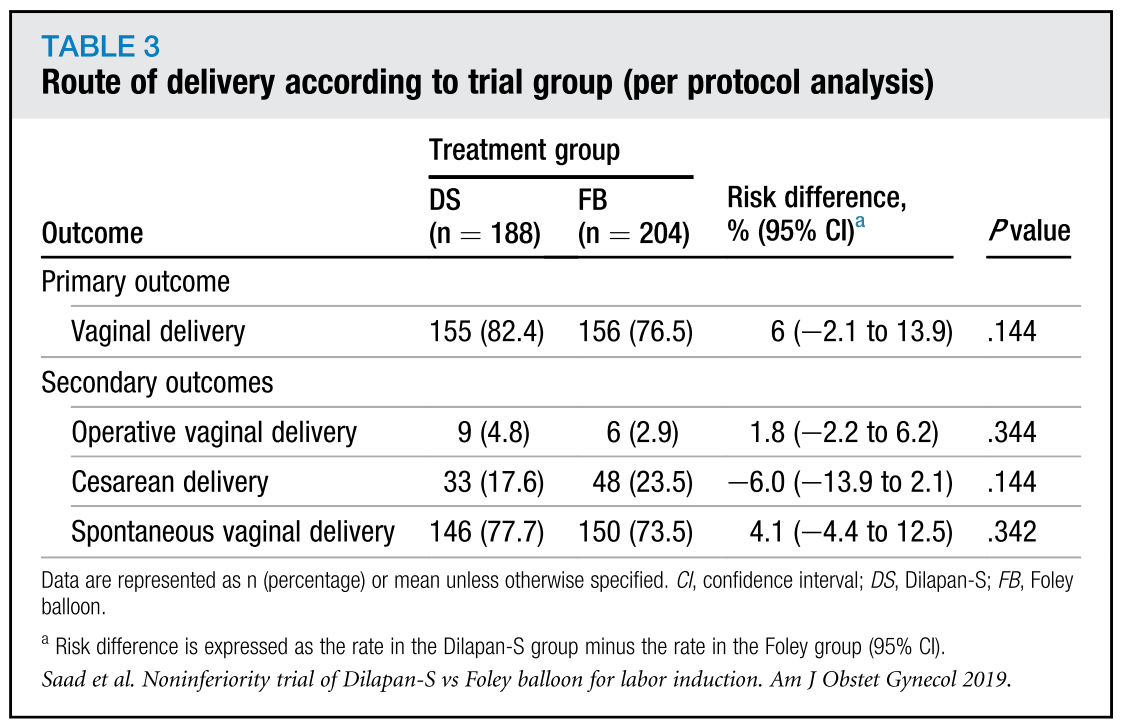 TABLE 3
Route of delivery according to trial group (per protocol analysis)
Treatment group
Outcome DS (n = 188) FB (n = 204) Risk difference, % (95% CI)a P value
Primary outcome
Vaginal delivery 155 (82.4) 156 (76.5) 6 (−2.1 to 13.9) .144
Secondary outcomes
Operative vaginal delivery 9 (4.8) 6 (2.9) 1.8 (−2.2 to 6.2) .344
Cesarean delivery 33 (17.6) 48 (23.5) −6.0 (−13.9 to 2.1) .144
Spontaneous vaginal delivery 146 (77.7) 150 (73.5) 4.1 (−4.4 to 12.5) .342
Data are represented as n (percentage) or mean unless otherwise specified. CI, confidence interval; DS, Dilapan-S; FB, Foley
balloon.
a Risk difference is expressed as the rate in the Dilapan-S group minus the rate in the Foley group (95% CI).
Saad et al. Noninferiority trial of Dilapan-S vs Foley balloon for labor induction. Am J Obstet Gynecol 2019.